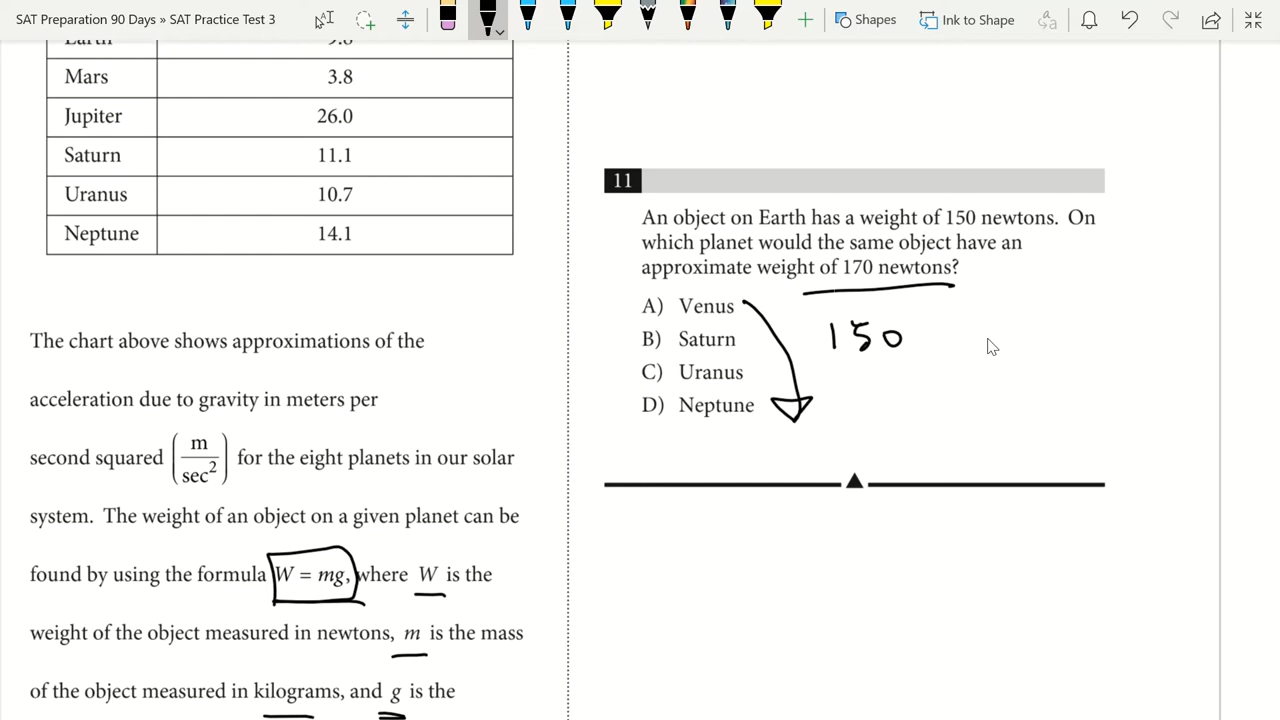 SAT Preparation 90 Days » SAT Practice Test 3
Shapes
Ink to Shape
Earth 9.8
Mars 3.8
Jupiter 26.0
Saturn 11.1
Uranus 10.7
Neptune 14.1
The chart above shows approximations of the
acceleration due to gravity in meters per
second squared (m/sec²) for the eight planets in our solar
system. The weight of an object on a given planet can be
found by using the formula W = mg, where W is the
weight of the object measured in newtons, m is the mass
of the object measured in kilograms, and g is the
11
An object on Earth has a weight of 150 newtons. On
which planet would the same object have an
approximate weight of 170 newtons?
A) Venus
B) Saturn
C) Uranus
D) Neptune
150